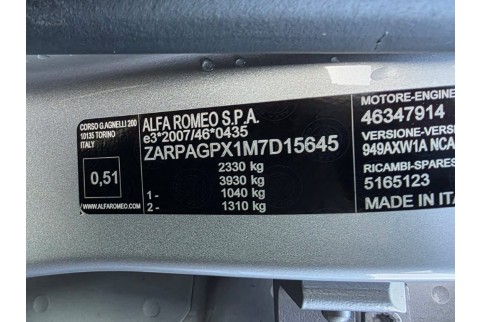 CORSO G.AGNELLI 200
10135 TORINO
ITALY
0,51
WWW.ALFAROMEO.COM
ALFA ROMEO S.P.A.
e3*2007/46*0435
ZARPAGPX1M7D15645
2330 kg
3930 kg
1 - 1040 kg
2 - 1310 kg
MOTORE-ENGINE
46347914
VERSIONE-VERSION
949AXW1A NCA
RICAMBI-SPARES
5165123
MADE IN ITA